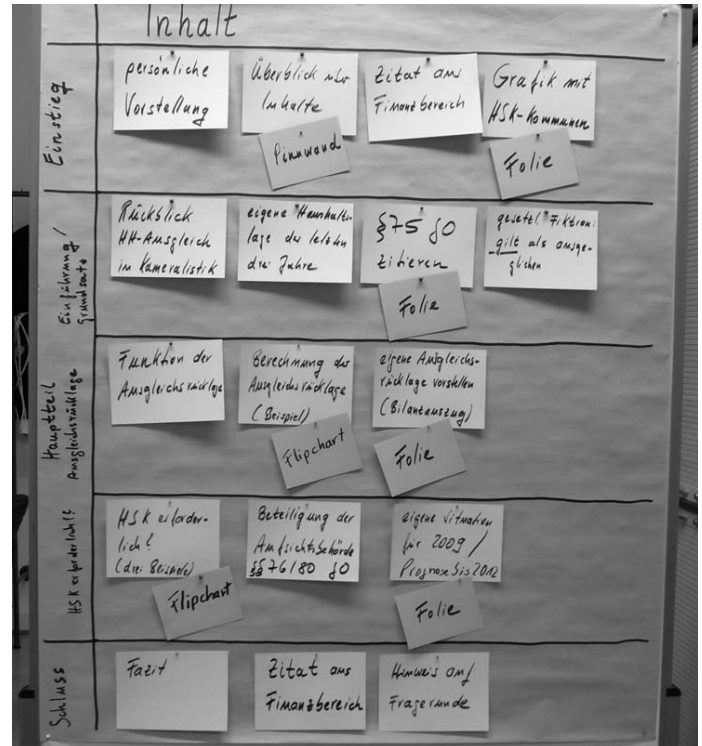 Inhalt
Einstieg
persönliche
Vorstellung
Überblick über
Inhalte
Pinnwand
Zitat aus
Finanzbereich
Grafik mit
HSK-Kommunen
Folie
Einführung/
Grundsatz
Rückblick
HH-Ausgleich
in Kameralistik
eigene Haushalts-
lage der letzten
drei Jahre
§75 GO
zitieren
Folie
gesetzl. Fiktion:
gilt als ausge-
glichen
Hauptteil
Ausgleichsrücklage
Funktion der
Ausgleichsrücklage
Berechnung der
Ausgleichsrücklage
(Beispiel)
Flipchart
eigene Ausgleichs-
rücklage vorstellen
(Bilanzauszug)
Folie
HSK erforderlich?
HSK erforder-
lich?
(drei Beispiele)
Flipchart
Beteiligung der
Aufsichtsbehörde
§§76/80 GO
eigene Situation
für 2009 /
Prognose bis 2012
Folie
Schluss
Fazit
Zitat aus
Finanzbereich
Hinweis auf
Fragerunde